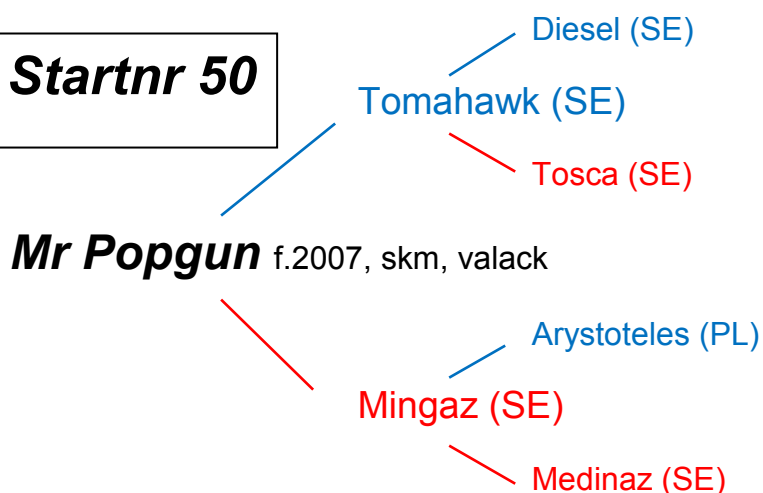 Diesel (SE)
Startnr 50
Tomahawk (SE)
Tosca (SE)
Mr Popgun f.2007, skm, valack
Arystoteles (PL)
Mingaz (SE)
Medinaz (SE)